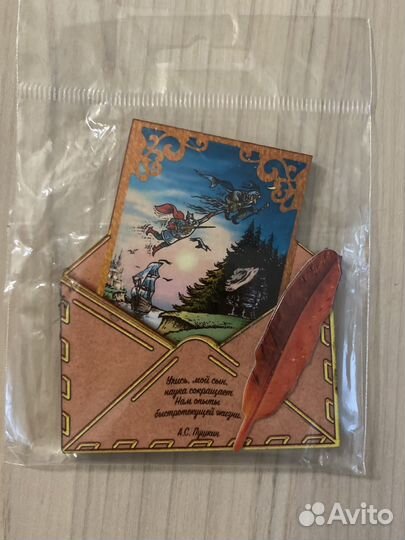 Учись, мой сын,
наука сокращает
Нам опыты
быстротекущей жизни.
А.С. Пушкин
Avito